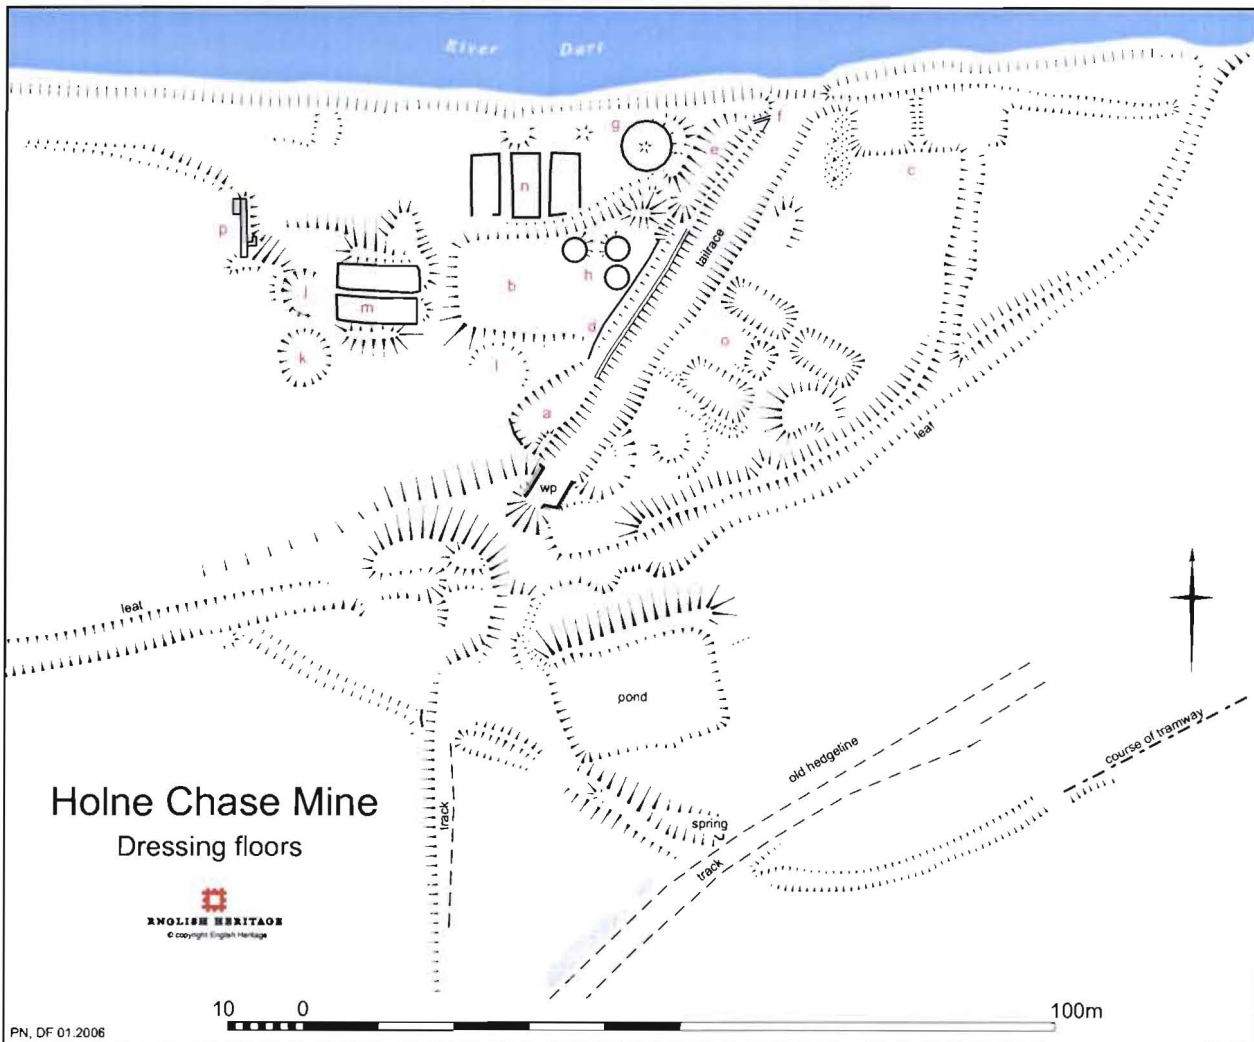 River Dart
g
f
e
n
c
p
tailrace
h
j
b
m
d
o
k
l
a
leat
wp
leat
pond
old hedgeline
course of tramway
Holne Chase Mine
track
Dressing floors
spring
track
ENGLISH HERITAGE
© copyright English Heritage
10 0 100m
PN, DF 01.2006